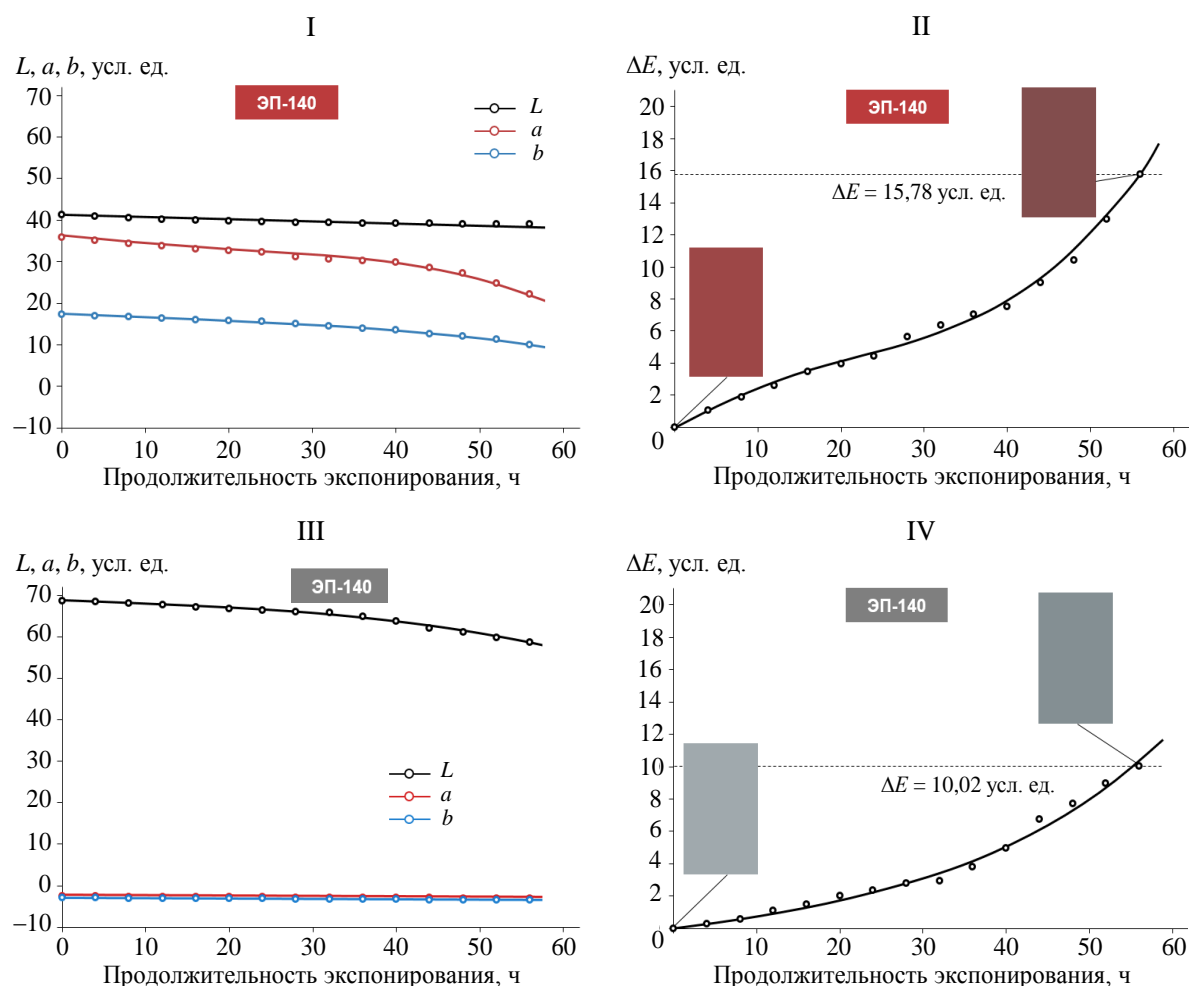 I
L, a, b, усл. ед.
70
60
50
40
30
20
10
0
–10
ЭП-140
L
a
b
0 10 20 30 40 50 60
Продолжительность экспонирования, ч
II
ΔE, усл. ед.
20
18
16
14
12
10
8
6
4
2
0
ЭП-140
ΔE = 15,78 усл. ед.
10 20 30 40 50 60
Продолжительность экспонирования, ч
III
L, a, b, усл. ед.
70
60
50
40
30
20
10
0
–10
ЭП-140
L
a
b
0 10 20 30 40 50 60
Продолжительность экспонирования, ч
IV
ΔE, усл. ед.
20
18
16
14
12
10
8
6
4
2
0
ЭП-140
ΔE = 10,02 усл. ед.
10 20 30 40 50 60
Продолжительность экспонирования, ч